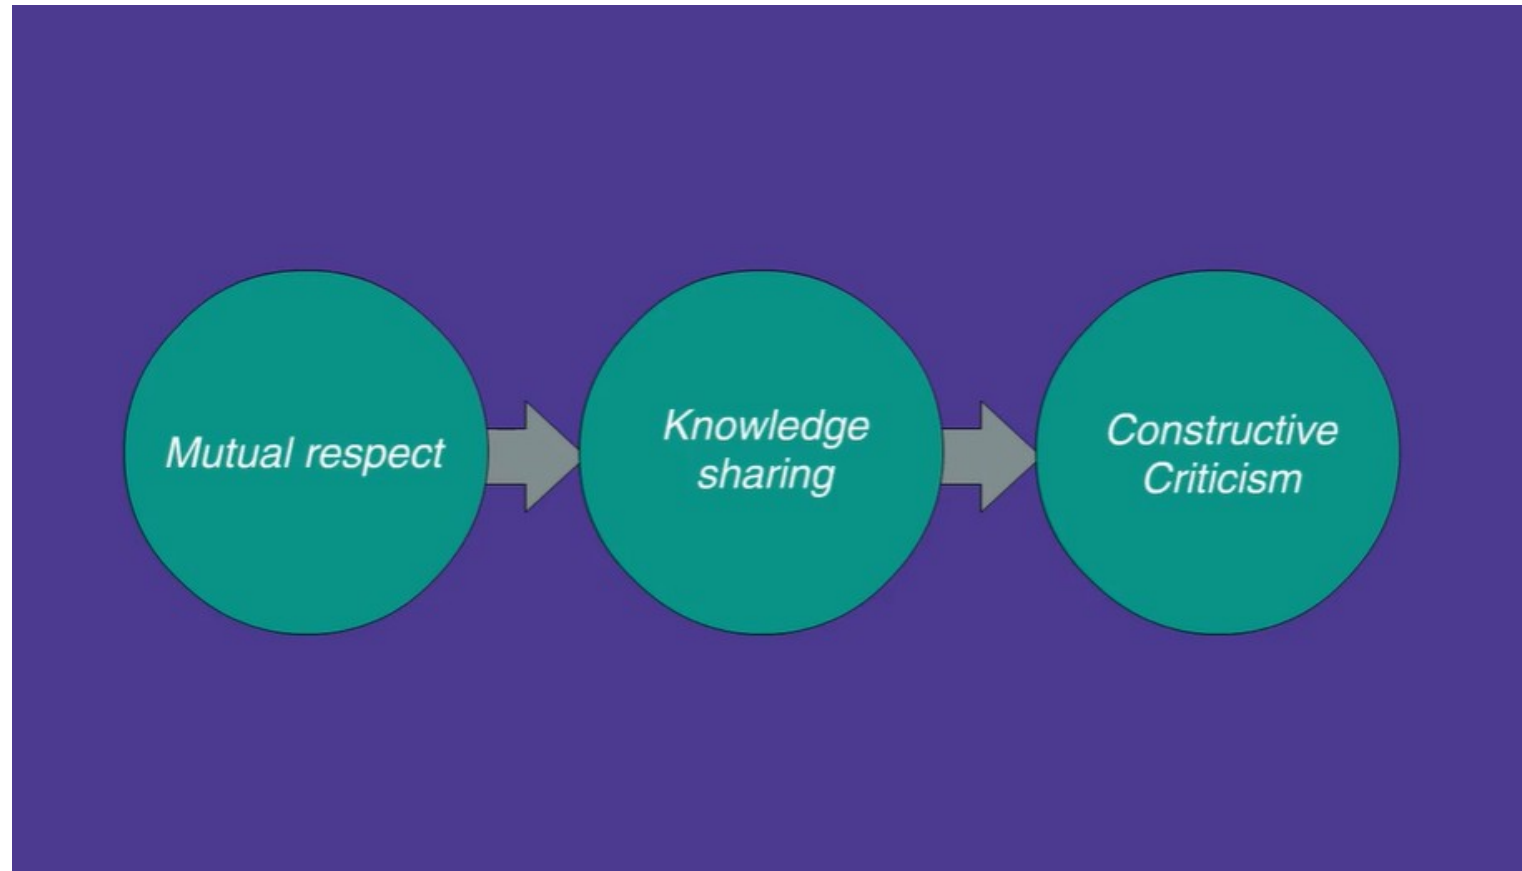 Mutual respect
Knowledge
sharing
Constructive
Criticism